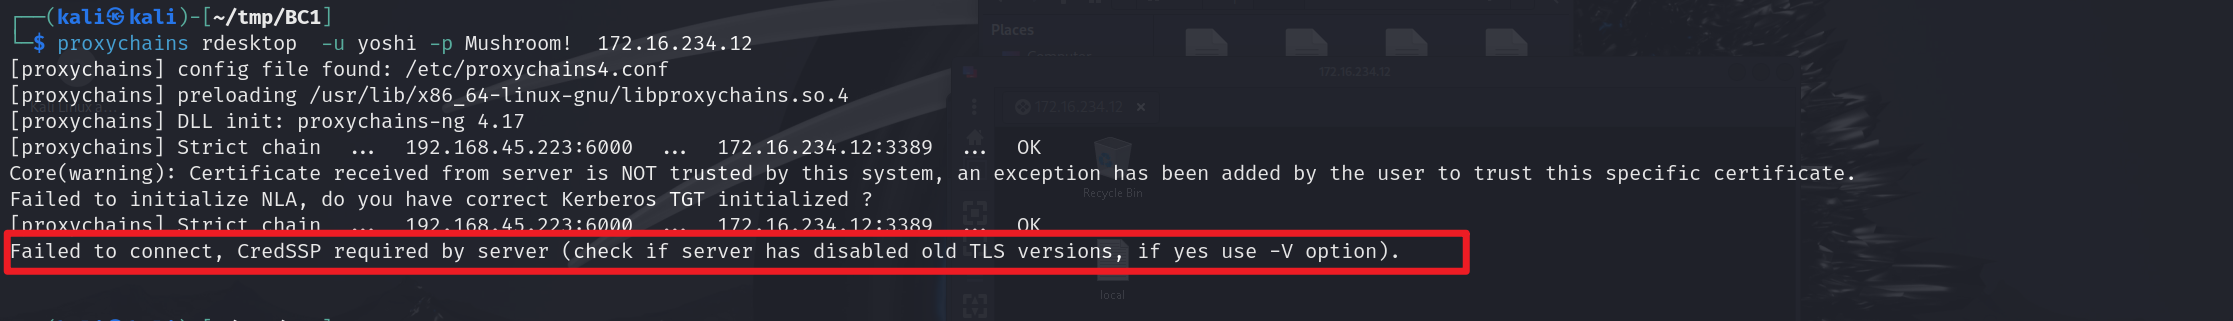 ┌──(kali㉿kali)-[~/tmp/BC1]
└─$ proxychains rdesktop  -u yoshi -p Mushroom!  172.16.234.12
[proxychains] config file found: /etc/proxychains4.conf
[proxychains] preloading /usr/lib/x86_64-linux-gnu/libproxychains.so.4
[proxychains] DLL init: proxychains-ng 4.17
[proxychains] Strict chain  ...  192.168.45.223:6000  ...  172.16.234.12:3389  ...  OK
Core(warning): Certificate received from server is NOT trusted by this system, an exception has been added by the user to trust this specific certificate.
Failed to initialize NLA, do you have correct Kerberos TGT initialized ?
[proxychains] Strict chain  ...  192.168.45.223:6000  ...  172.16.234.12:3389  ...  OK
Failed to connect, CredSSP required by server (check if server has disabled old TLS versions, if yes use -V option).
Places
172.16.234.12
172.16.234.12
Recycle Bin
local